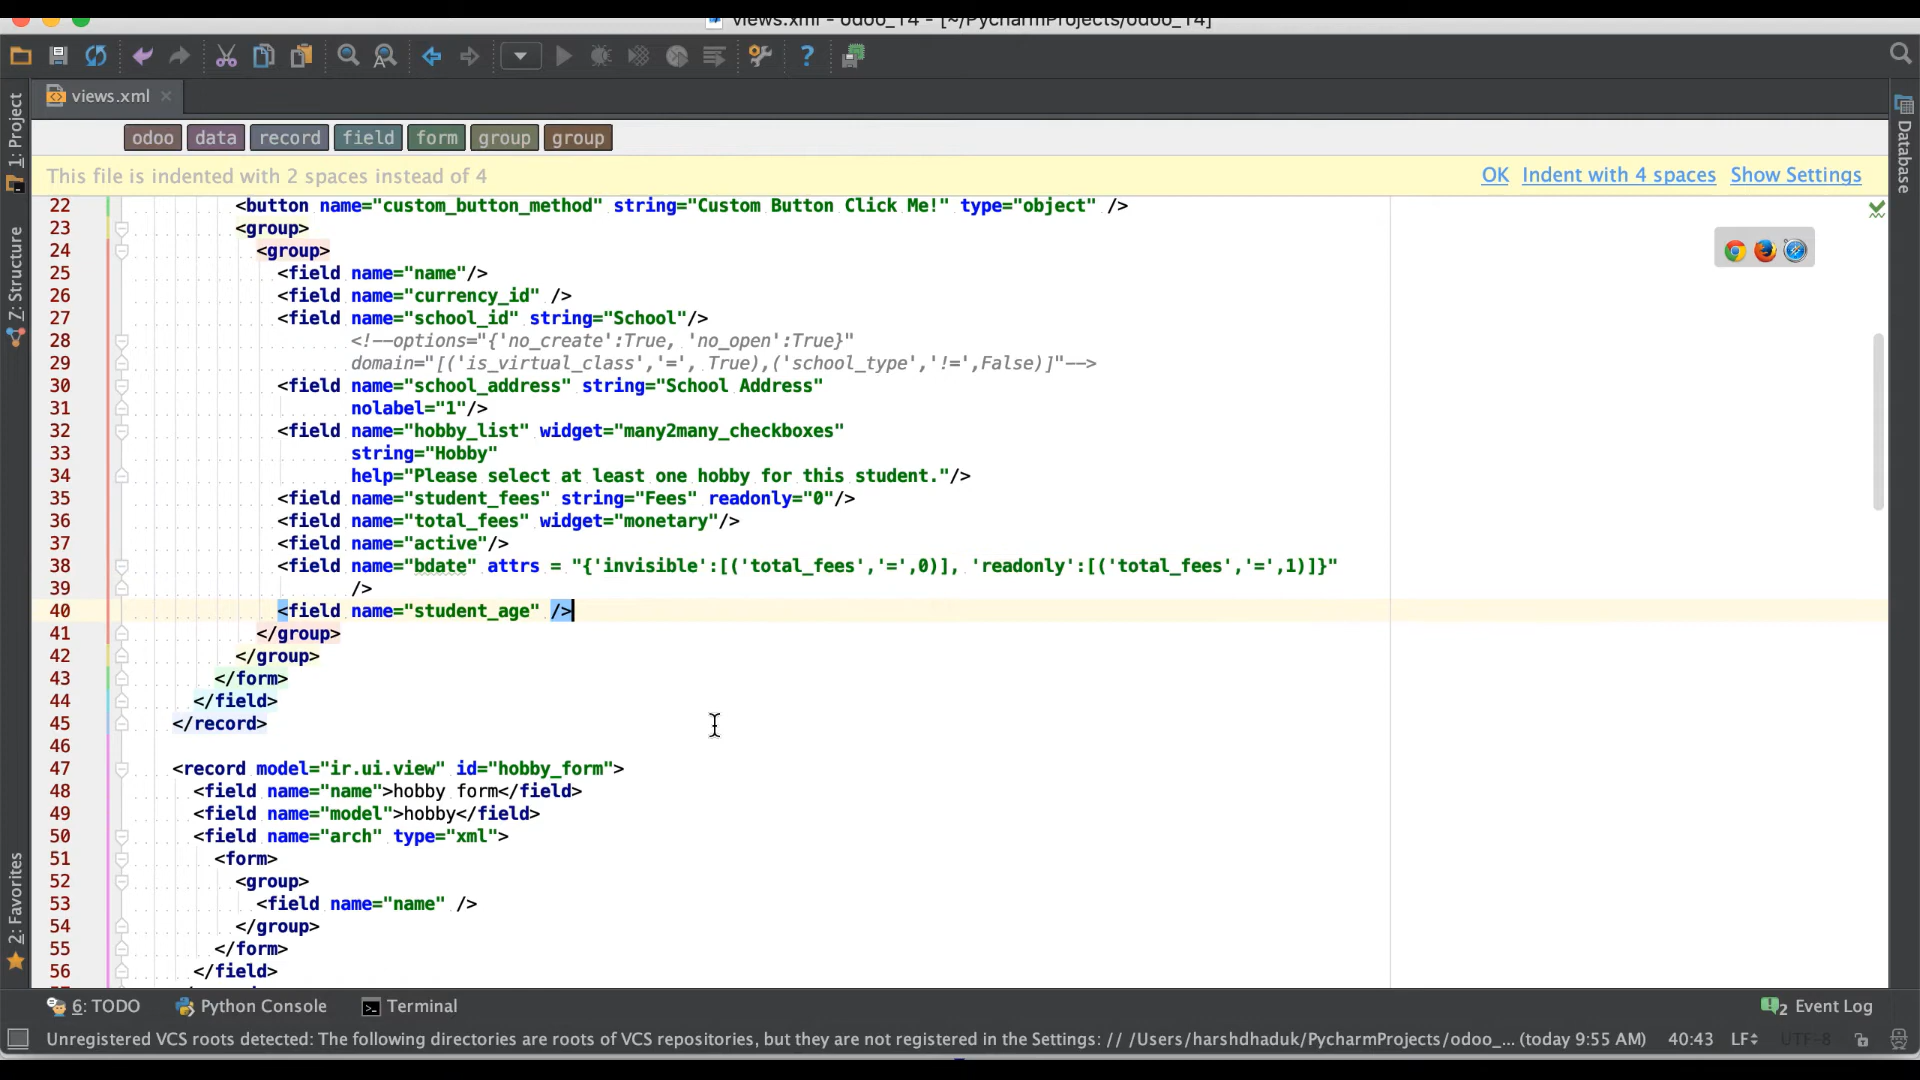 views.xml - odoo_14 - [~/PycharmProjects/odoo_14]
1: Project
views.xml
Database
odoo data record field form group group
This file is indented with 2 spaces instead of 4 OK Indent with 4 spaces Show Settings
22 <button name="custom_button_method" string="Custom Button Click Me!" type="object" />
23 <group>
24 <group>
25 <field name="name"/>
26 <field name="currency_id" />
27 <field name="school_id" string="School"/>
28 <!--options="{'no_create':True, 'no_open':True}"
29 domain="[('is_virtual_class','=', True),('school_type','!=',False)]"-->
30 <field name="school_address" string="School Address"
31 nolabel="1"/>
32 <field name="hobby_list" widget="many2many_checkboxes"
33 string="Hobby"
34 help="Please select at least one hobby for this student."/>
35 <field name="student_fees" string="Fees" readonly="0"/>
36 <field name="total_fees" widget="monetary"/>
37 <field name="active"/>
38 <field name="bdate" attrs = "{'invisible':[('total_fees','=',0)], 'readonly':[('total_fees','=',1)]}"
39 />
40 <field name="student_age" />
41 </group>
42 </group>
43 </form>
44 </field>
45 </record>
46
47 <record model="ir.ui.view" id="hobby_form">
48 <field name="name">hobby form</field>
49 <field name="model">hobby</field>
50 <field name="arch" type="xml">
51 <form>
52 <group>
53 <field name="name" />
54 </group>
55 </form>
56 </field>
7: Structure
2: Favorites
6: TODO Python Console Terminal 2 Event Log
Unregistered VCS roots detected: The following directories are roots of VCS repositories, but they are not registered in the Settings: // /Users/harshdhaduk/PycharmProjects/odoo_... (today 9:55 AM) 40:43 LF UTF-8